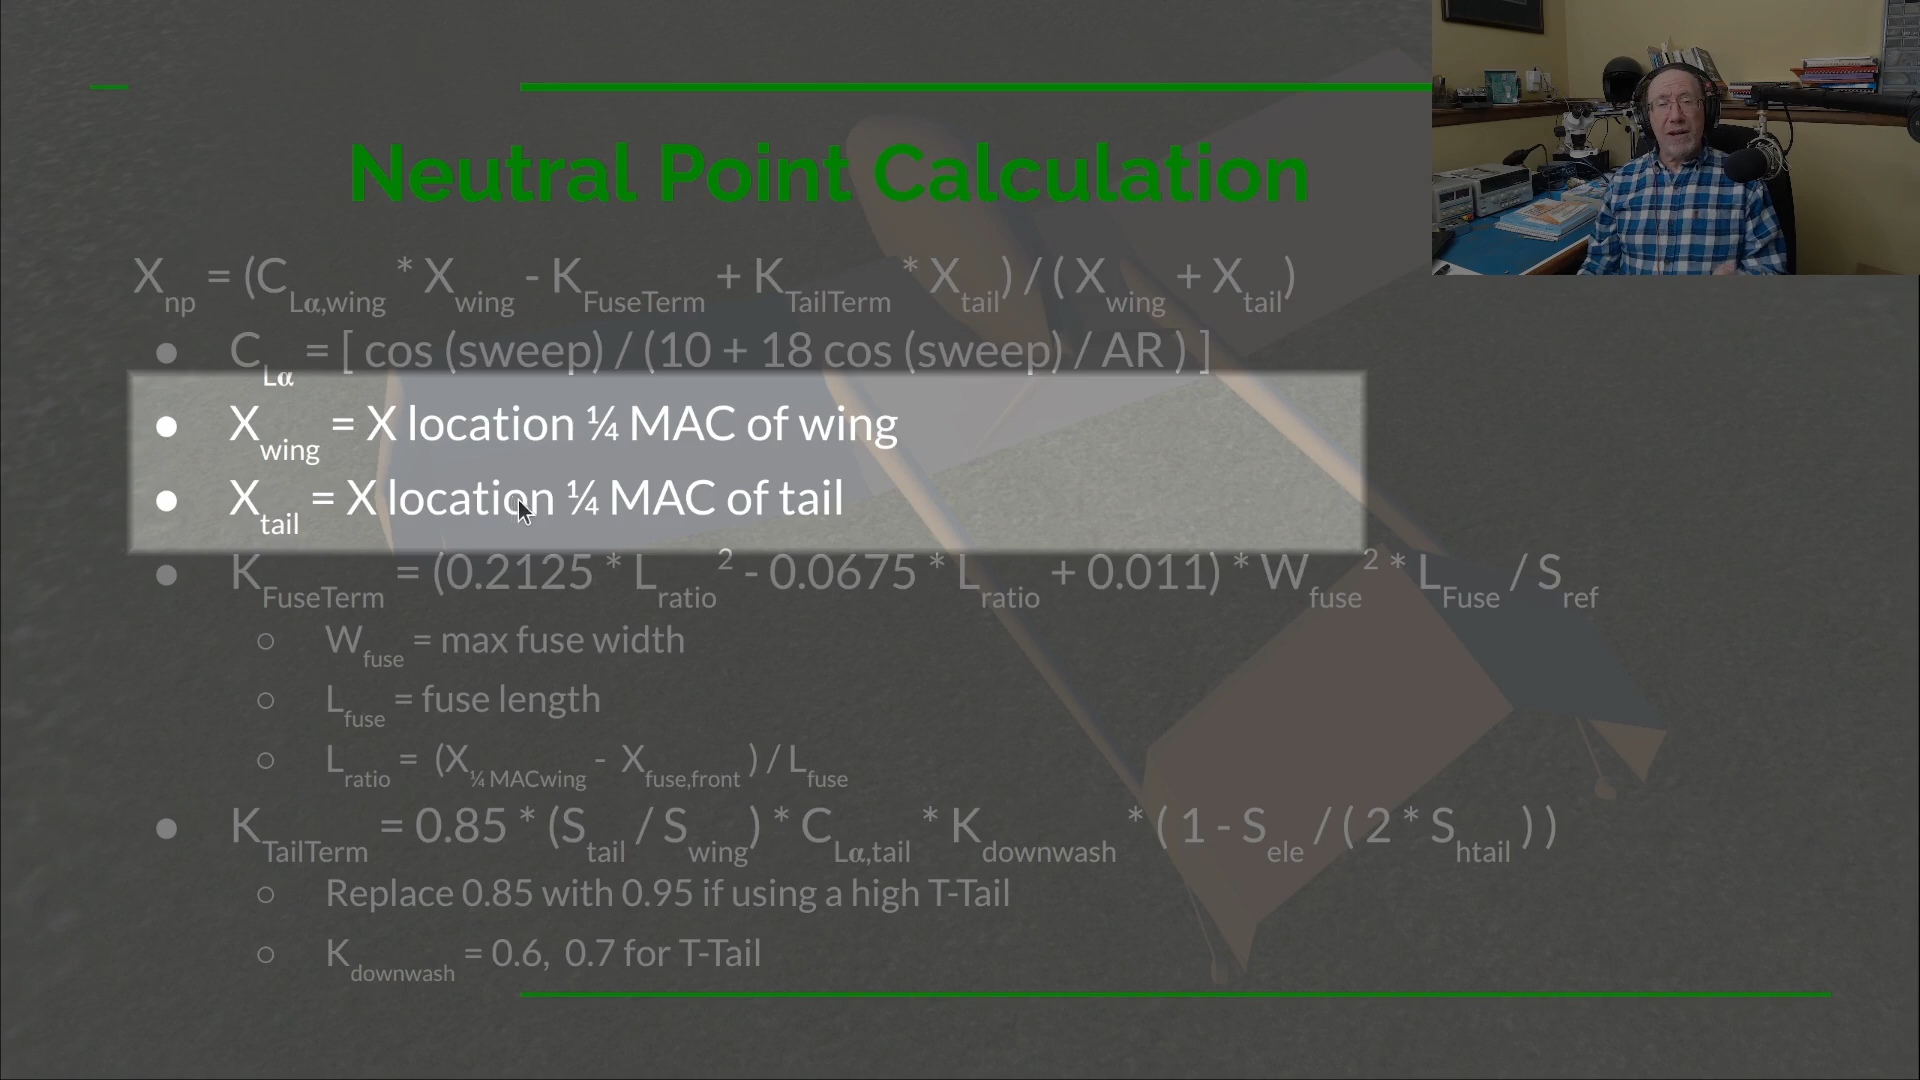 Neutral Point Calculation
Xnp = (CLα,wing * Xwing - KFuseTerm + KTailTerm * Xtail) / ( Xwing + Xtail)
● CLα = [ cos (sweep) / (10 + 18 cos (sweep) / AR ) ]
● Xwing = X location ¼ MAC of wing
● Xtail = X location ¼ MAC of tail
● KFuseTerm = (0.2125 * Lratio 2 - 0.0675 * Lratio + 0.011) * Wfuse 2 * LFuse / Sref
○ Wfuse = max fuse width
○ Lfuse = fuse length
○ Lratio = (X¼ MACwing - Xfuse,front ) / Lfuse
● KTailTerm = 0.85 * (Stail / Swing) * CLα,tail * Kdownwash * ( 1 - Sele / ( 2 * Shtail ) )
○ Replace 0.85 with 0.95 if using a high T-Tail
○ Kdownwash = 0.6, 0.7 for T-Tail